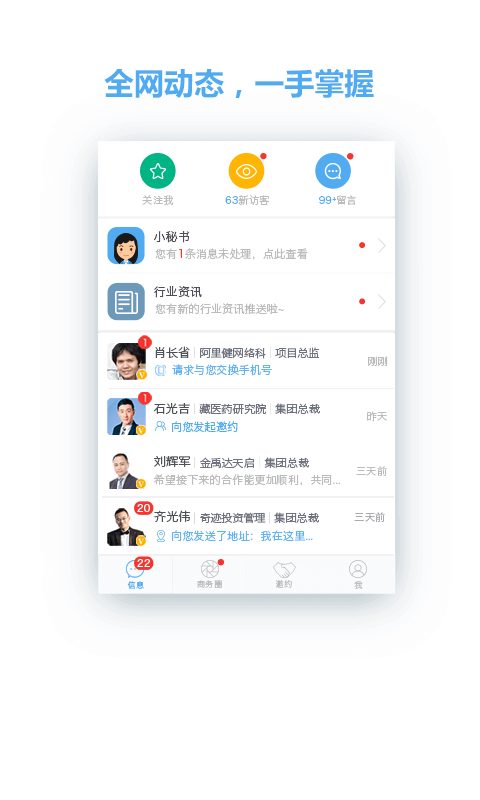 全网动态，一手掌握
关注我
63新访客
99+留言
小秘书
您有1条消息未处理，点此查看
行业资讯
您有新的行业资讯推送啦~
1
肖长省 阿里健网络科 项目总监
刚刚
请求与您交换手机号
1
石光吉 藏医药研究院 集团总裁
昨天
向您发起邀约
刘辉军 金禹达天启 集团总裁
三天前
希望接下来的合作能更加顺利，共同...
20
齐光伟 奇迹投资管理 集团总裁
三天前
向您发送了地址：我在这里...
22
信息 商务圈 邀约 我